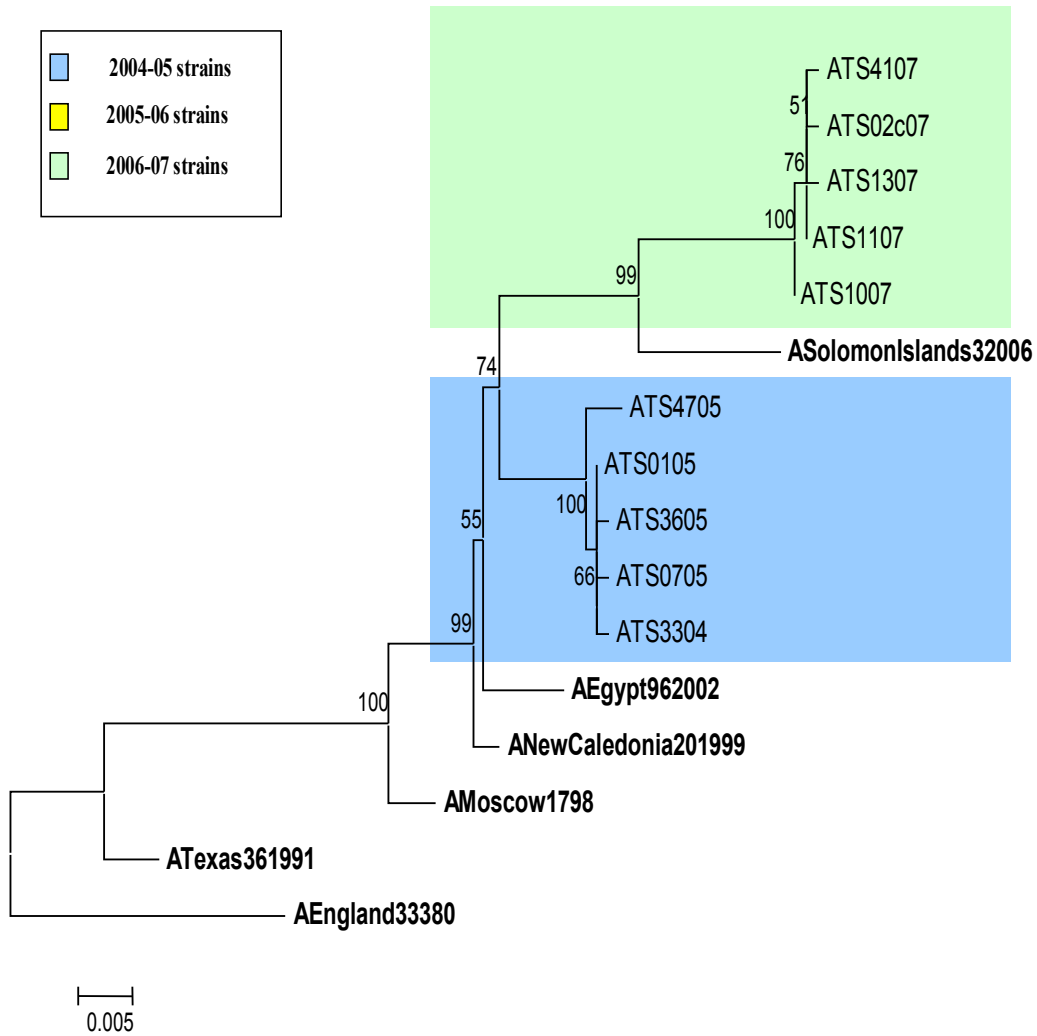 2004-05 strains
2005-06 strains
2006-07 strains
ATS4107
51
ATS02c07
76
ATS1307
100
ATS1107
99
ATS1007
ASolomonIslands32006
74
ATS4705
ATS0105
100
ATS3605
55
66
ATS0705
99
ATS3304
AEgypt962002
100
ANewCaledonia201999
AMoscow1798
ATexas361991
AEngland33380
0.005